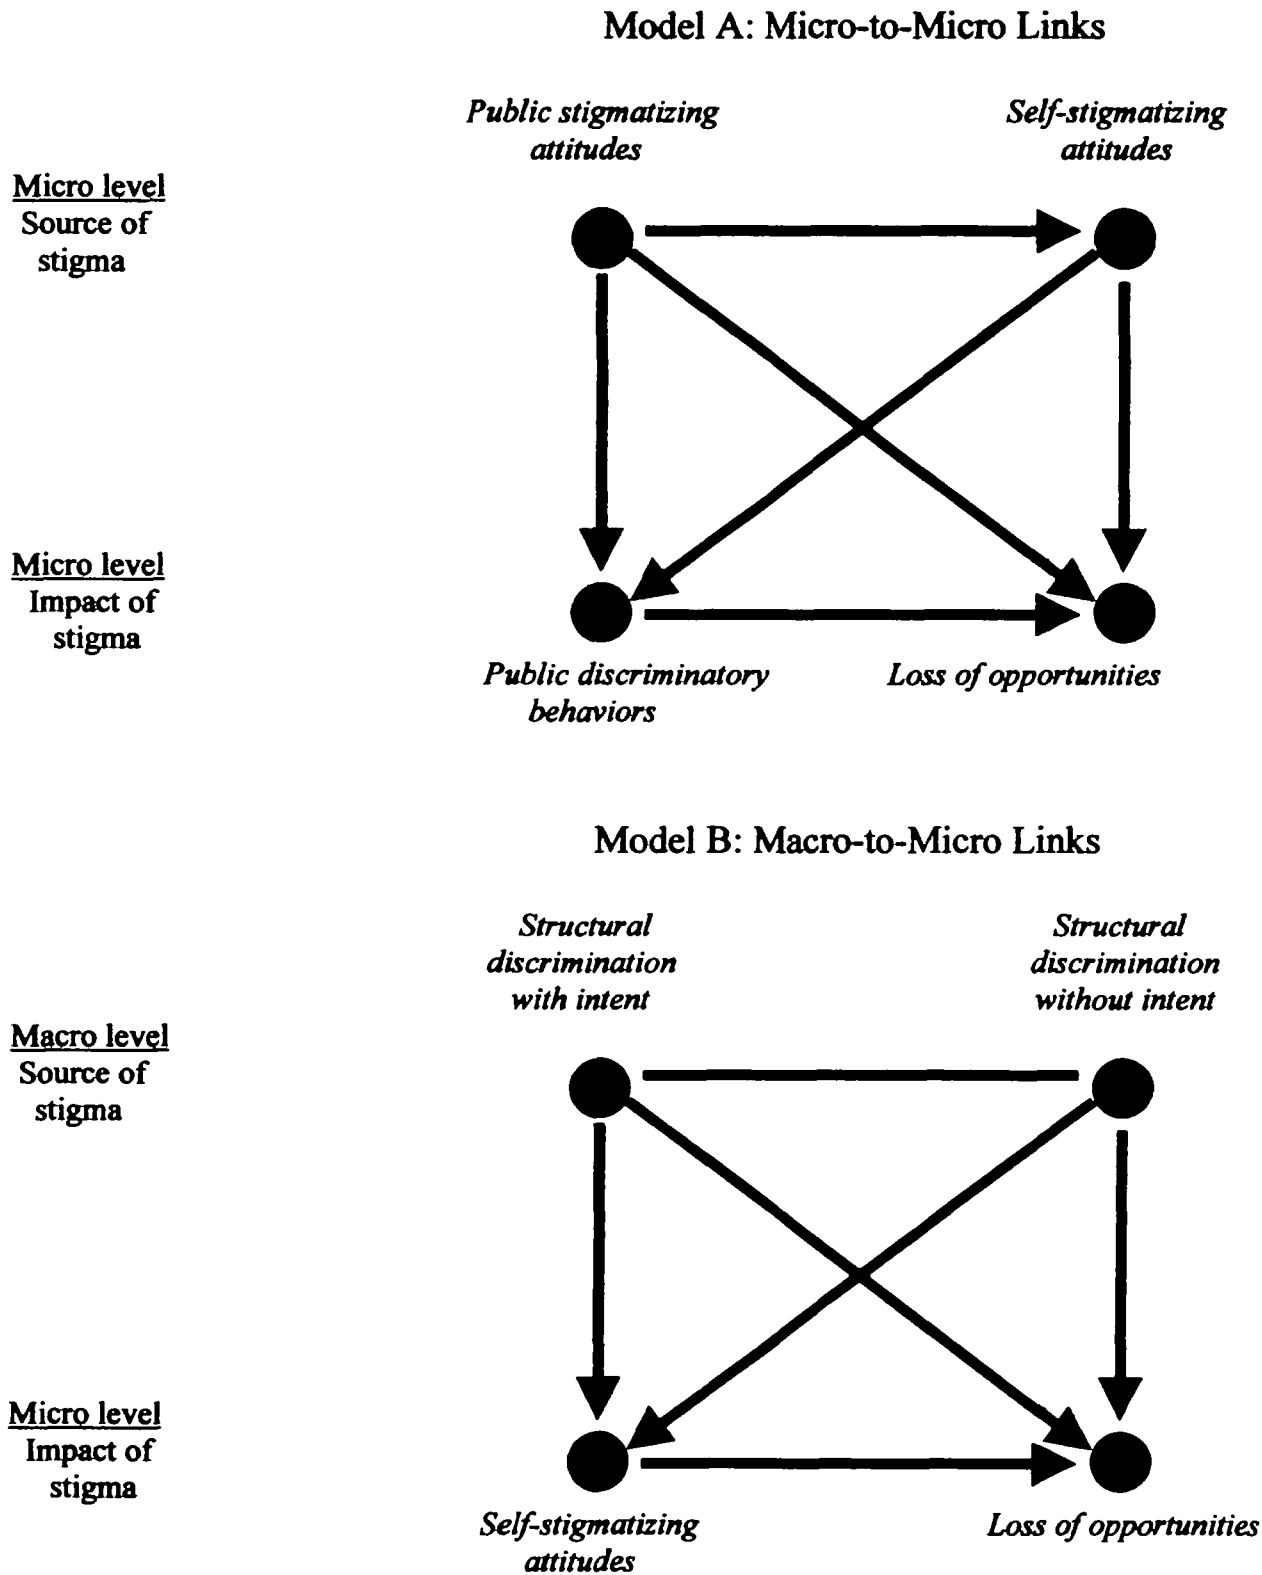 Model A: Micro-to-Micro Links
Public stigmatizing
attitudes
Self-stigmatizing
attitudes
Micro level
Source of
stigma
Micro level
Impact of
stigma
Public discriminatory
behaviors
Loss of opportunities
Model B: Macro-to-Micro Links
Structural
discrimination
with intent
Structural
discrimination
without intent
Macro level
Source of
stigma
Micro level
Impact of
stigma
Self-stigmatizing
attitudes
Loss of opportunities